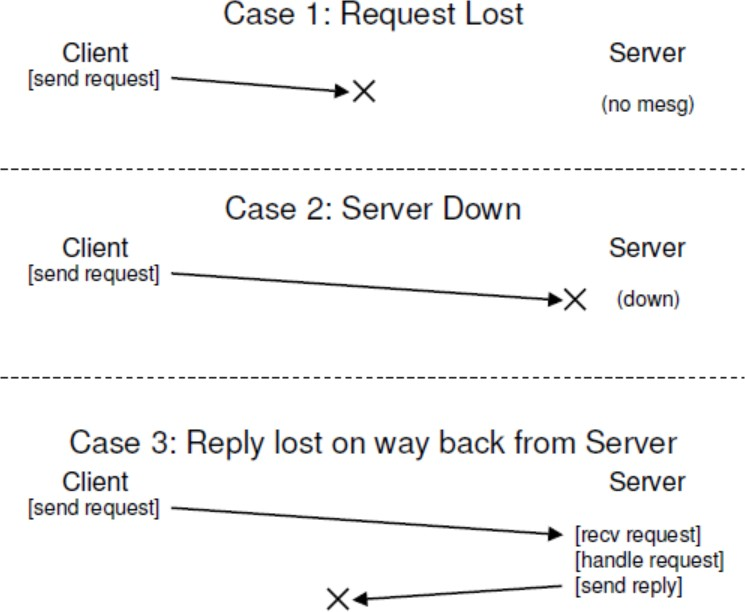 Case 1: Request Lost
Client Server
[send request]
(no mesg)
Case 2: Server Down
Client Server
[send request]
(down)
Case 3: Reply lost on way back from Server
Client Server
[send request]
[recv request]
[handle request]
[send reply]